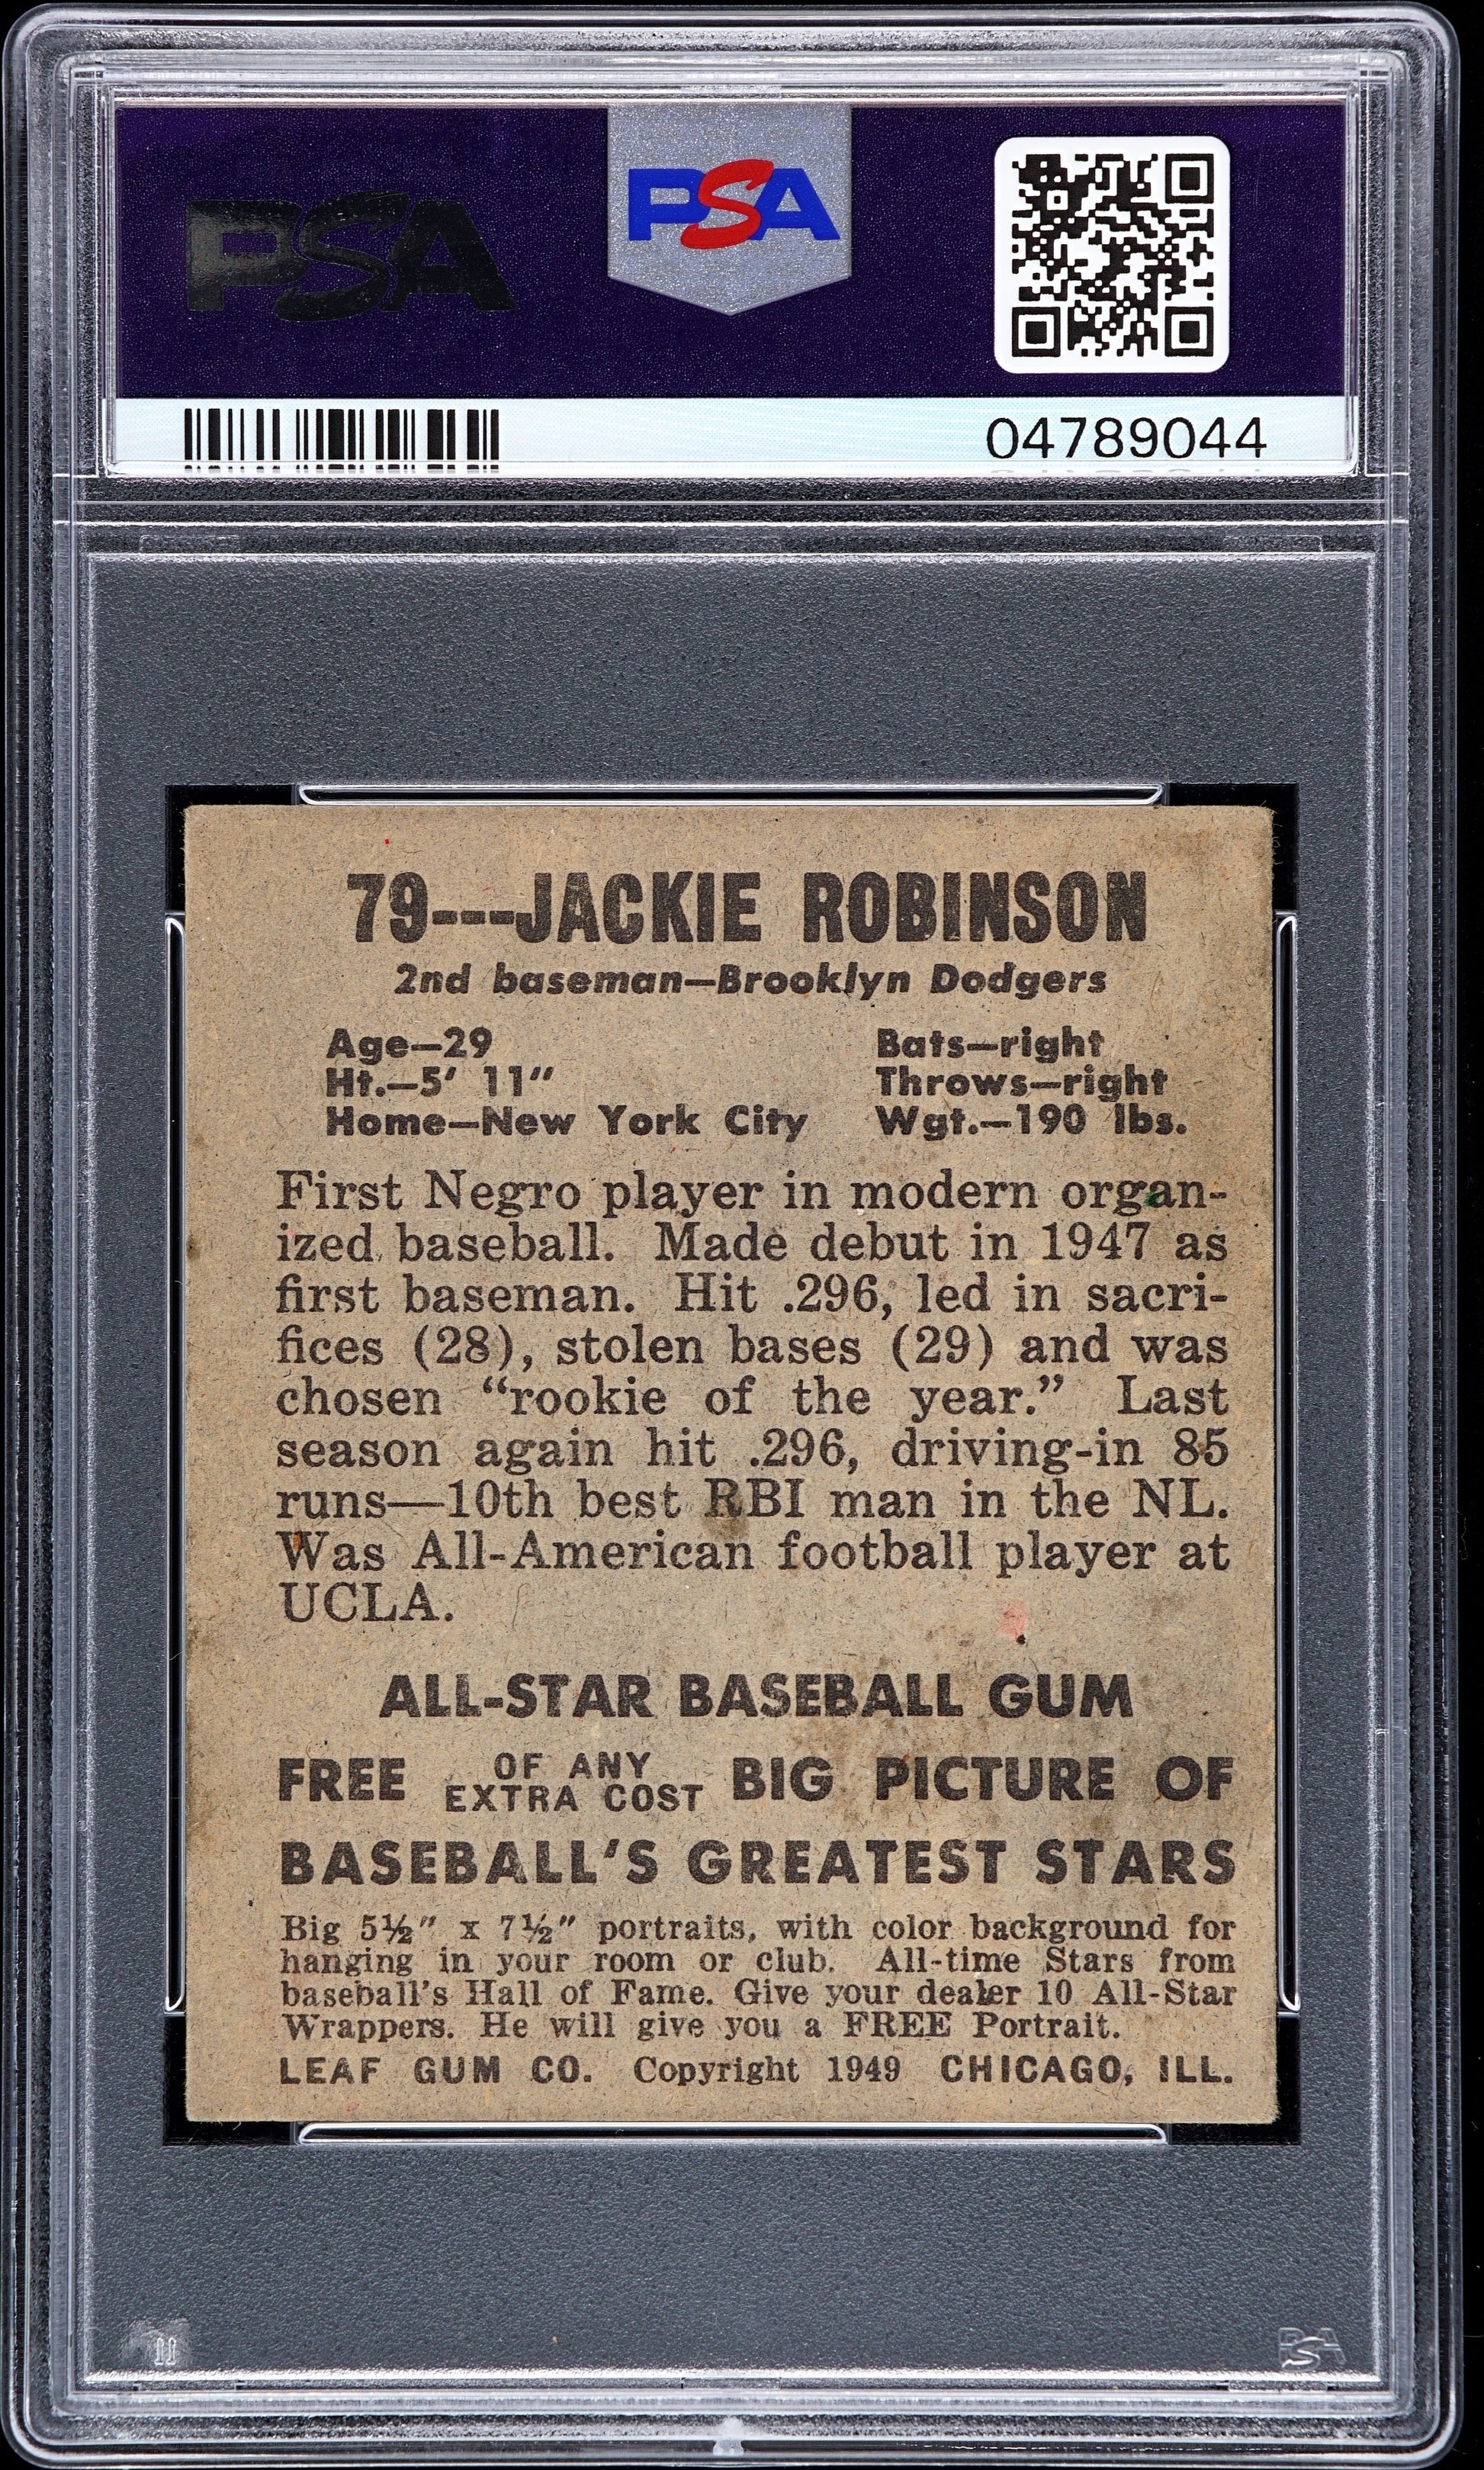 PSA
PSA
04789044
79---JACKIE ROBINSON
2nd baseman—Brooklyn Dodgers
Age—29 Bats—right
Ht.—5' 11" Throws—right
Home—New York City Wgt.—190 lbs.
First Negro player in modern organ-
ized baseball. Made debut in 1947 as
first baseman. Hit .296, led in sacri-
fices (28), stolen bases (29) and was
chosen “rookie of the year.” Last
season again hit .296, driving-in 85
runs—10th best RBI man in the NL.
Was All-American football player at
UCLA.
ALL-STAR BASEBALL GUM
FREE OF ANY EXTRA COST BIG PICTURE OF
BASEBALL'S GREATEST STARS
Big 5½" x 7½" portraits, with color background for
hanging in your room or club. All-time Stars from
baseball's Hall of Fame. Give your dealer 10 All-Star
Wrappers. He will give you a FREE Portrait.
LEAF GUM CO. Copyright 1949 CHICAGO, ILL.
11
PSA